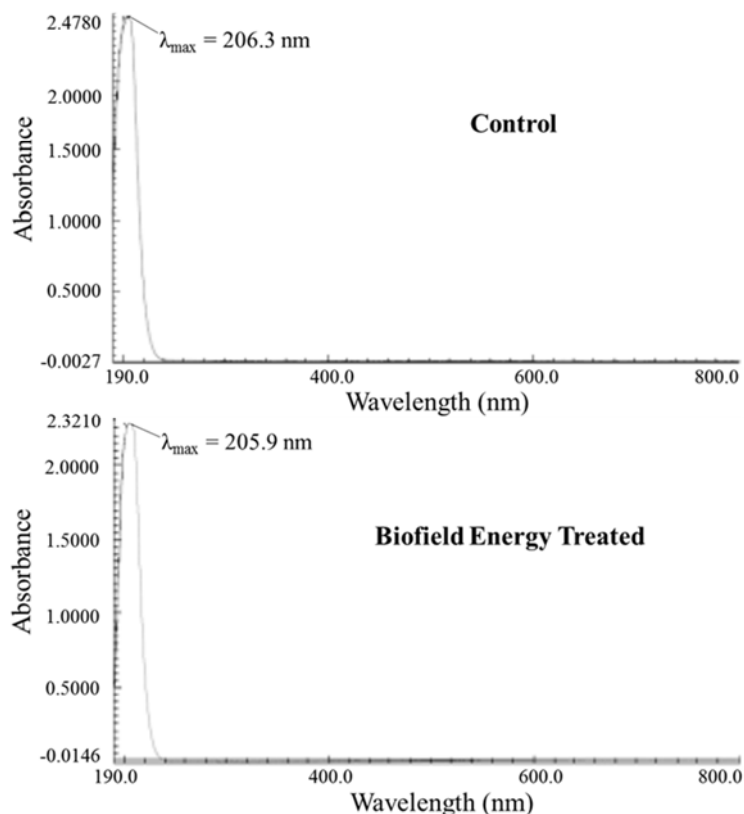 2.4780
λmax = 206.3 nm
2.0000
Control
1.5000
Absorbance
1.0000
0.5000
-0.0027
190.0 400.0 600.0 800.0
Wavelength (nm)
2.3210
λmax = 205.9 nm
2.0000
Biofield Energy Treated
1.5000
Absorbance
1.0000
0.5000
-0.0146
190.0 400.0 600.0 800.0
Wavelength (nm)